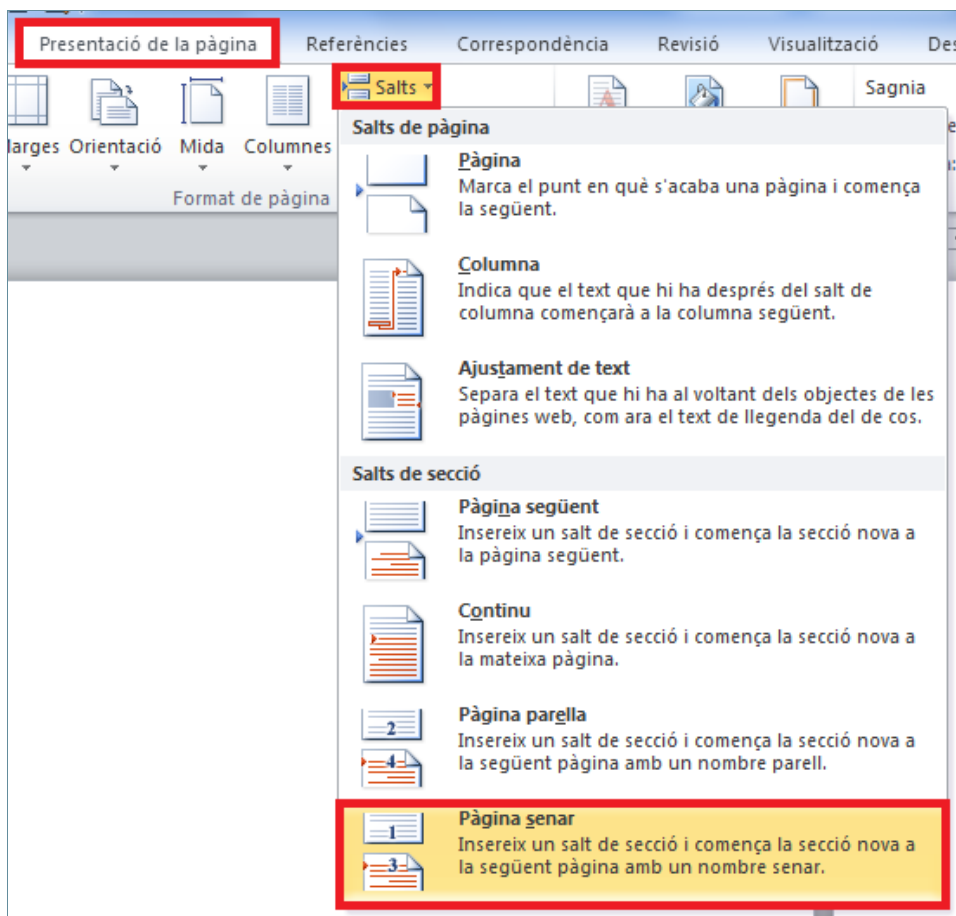 Presentació de la pàgina Referències Correspondència Revisió Visualització Des
Salts Sagnia
larges Orientació Mida Columnes
Format de pàgina
Salts de pàgina
Pàgina
Marca el punt en què s'acaba una pàgina i comença
la següent.
Columna
Indica que el text que hi ha després del salt de
columna començarà a la columna següent.
Ajustament de text
Separa el text que hi ha al voltant dels objectes de les
pàgines web, com ara el text de llegenda del de cos.
Salts de secció
Pàgina següent
Insereix un salt de secció i comença la secció nova a
la pàgina següent.
Continu
Insereix un salt de secció i comença la secció nova a
la mateixa pàgina.
2
Pàgina parella
Insereix un salt de secció i comença la secció nova a
4
la següent pàgina amb un nombre parell.
1
Pàgina senar
Insereix un salt de secció i comença la secció nova a
3
la següent pàgina amb un nombre senar.